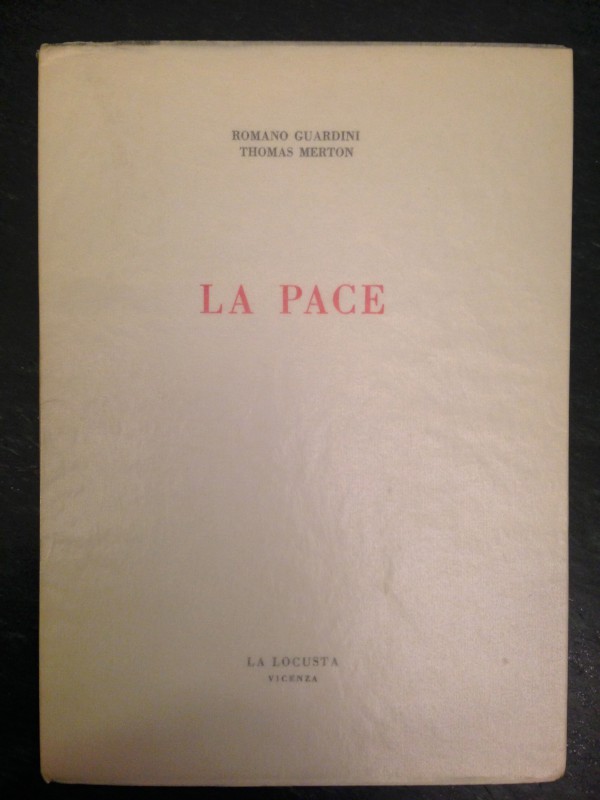 ROMANO GUARDINI
THOMAS MERTON
LA PACE
LA LOCUSTA
VICENZA